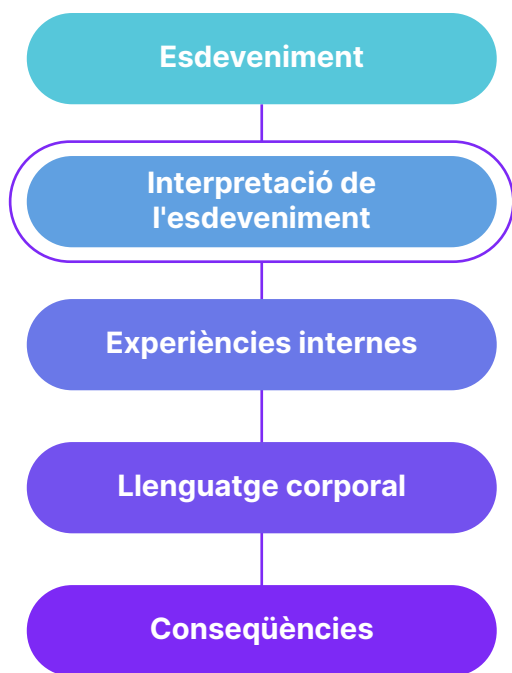 Esdeveniment
Interpretació de
l'esdeveniment
Experiències internes
Llenguatge corporal
Conseqüències